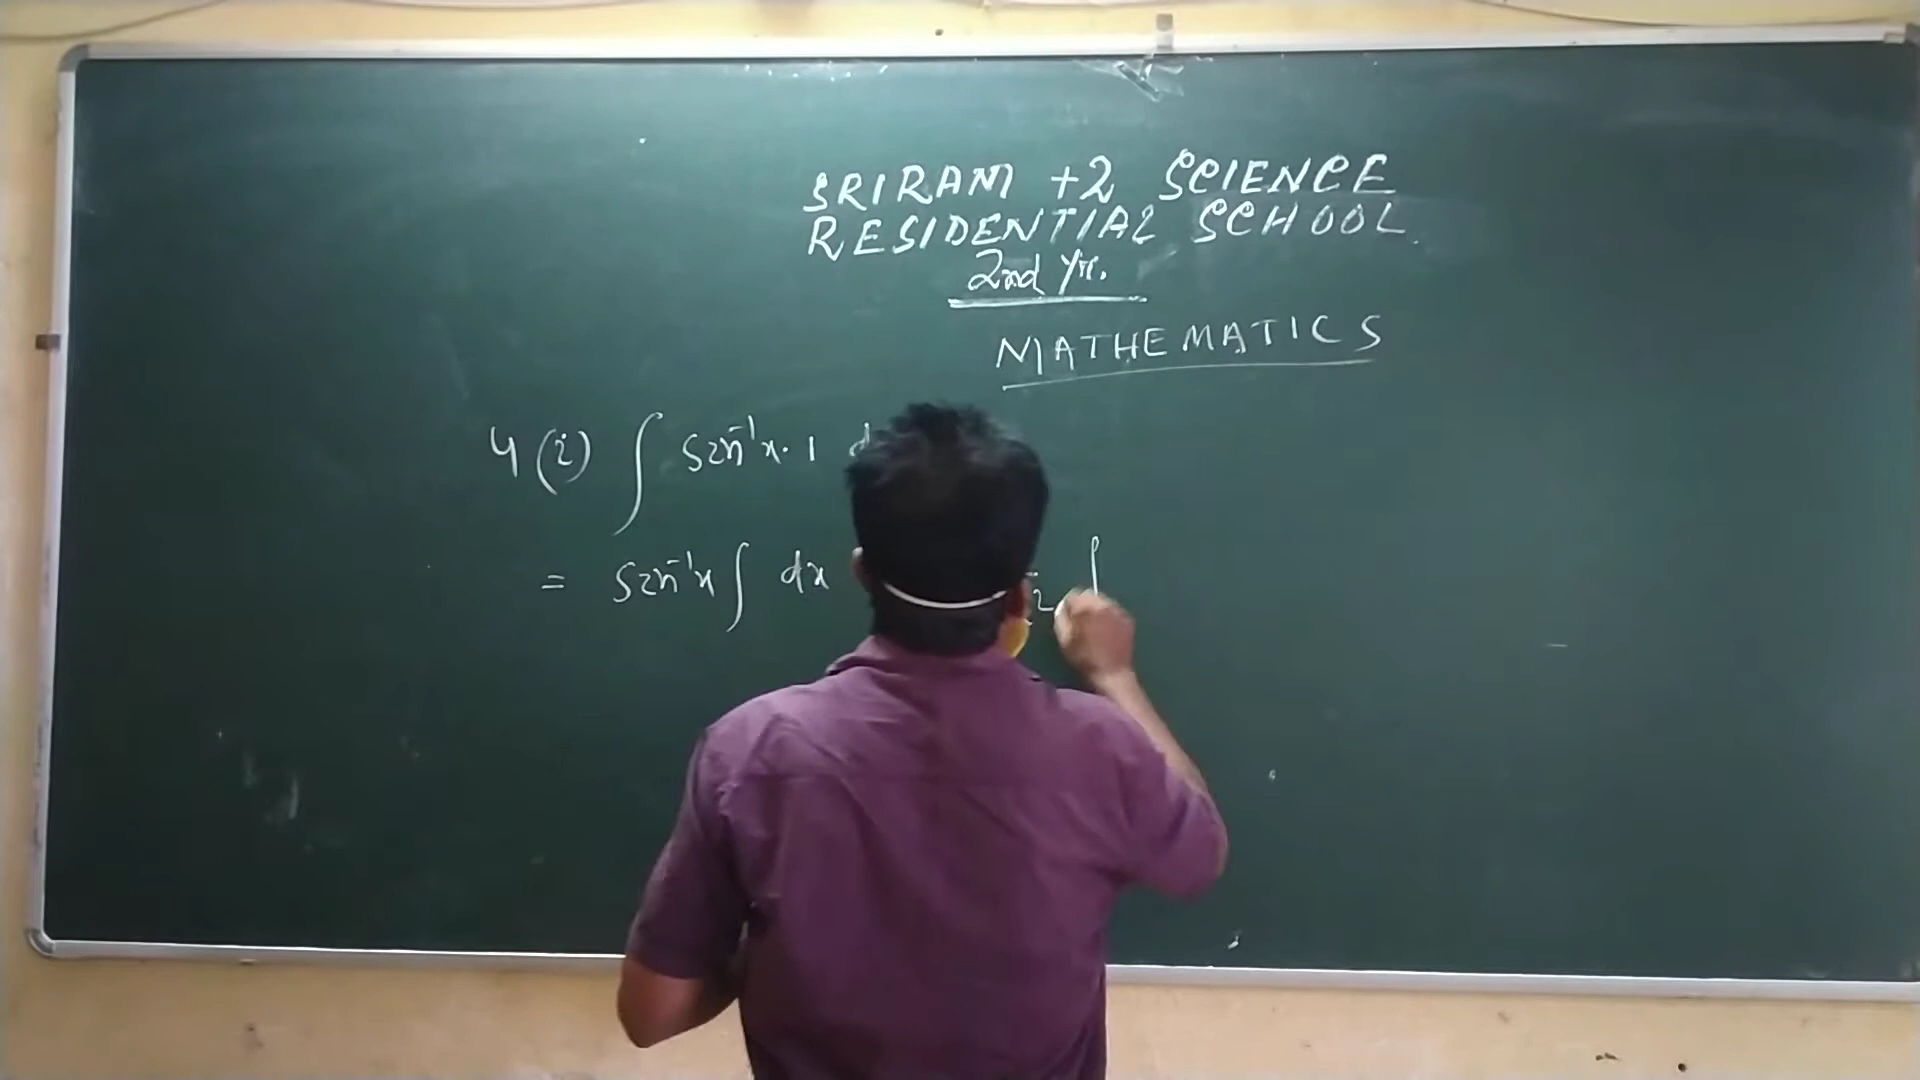 SRIRAM +2 SCIENCE
RESIDENTIAL SCHOOL
2nd Yr.
MATHEMATICS
4 (i) ∫ sin⁻¹x · 1
= sin⁻¹x ∫ dx